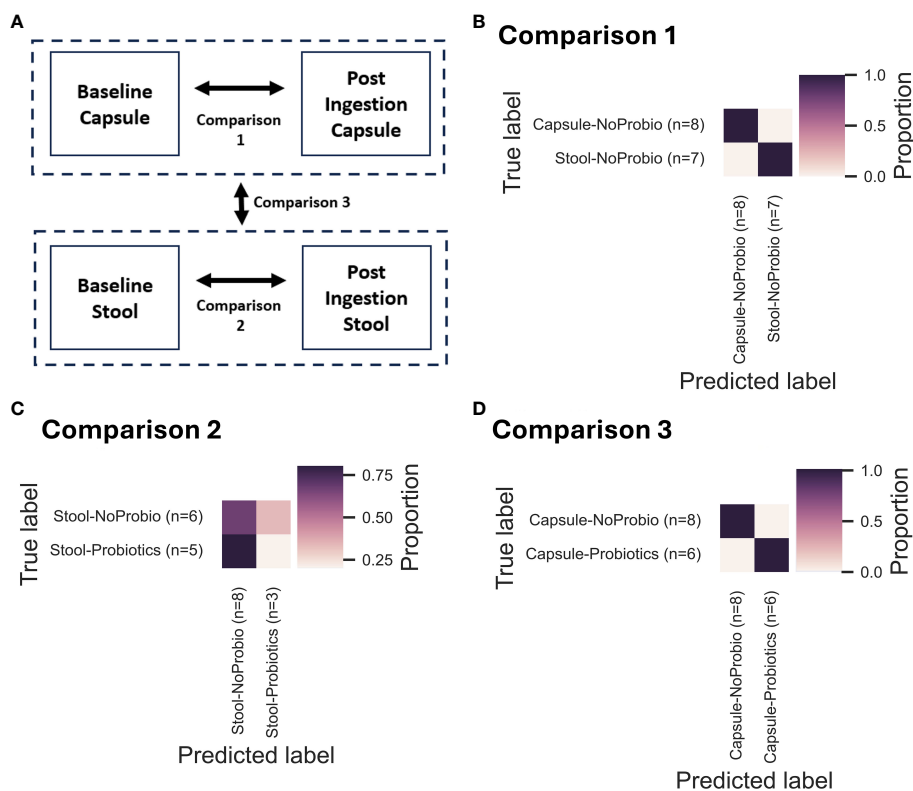 A
Baseline
Capsule
Comparison
1
Post
Ingestion
Capsule
Comparison 3
Baseline
Stool
Comparison
2
Post
Ingestion
Stool
B
Comparison 1
True label
Capsule-NoProbio (n=8)
Stool-NoProbio (n=7)
Capsule-NoProbio (n=8)
Stool-NoProbio (n=7)
Predicted label
1.0
0.5
0.0
Proportion
C
Comparison 2
True label
Stool-NoProbio (n=6)
Stool-Probiotics (n=5)
Stool-NoProbio (n=8)
Stool-Probiotics (n=3)
Predicted label
0.75
0.50
0.25
Proportion
D
Comparison 3
True label
Capsule-NoProbio (n=8)
Capsule-Probiotics (n=6)
Capsule-NoProbio (n=8)
Capsule-Probiotics (n=6)
Predicted label
1.0
0.5
0.0
Proportion